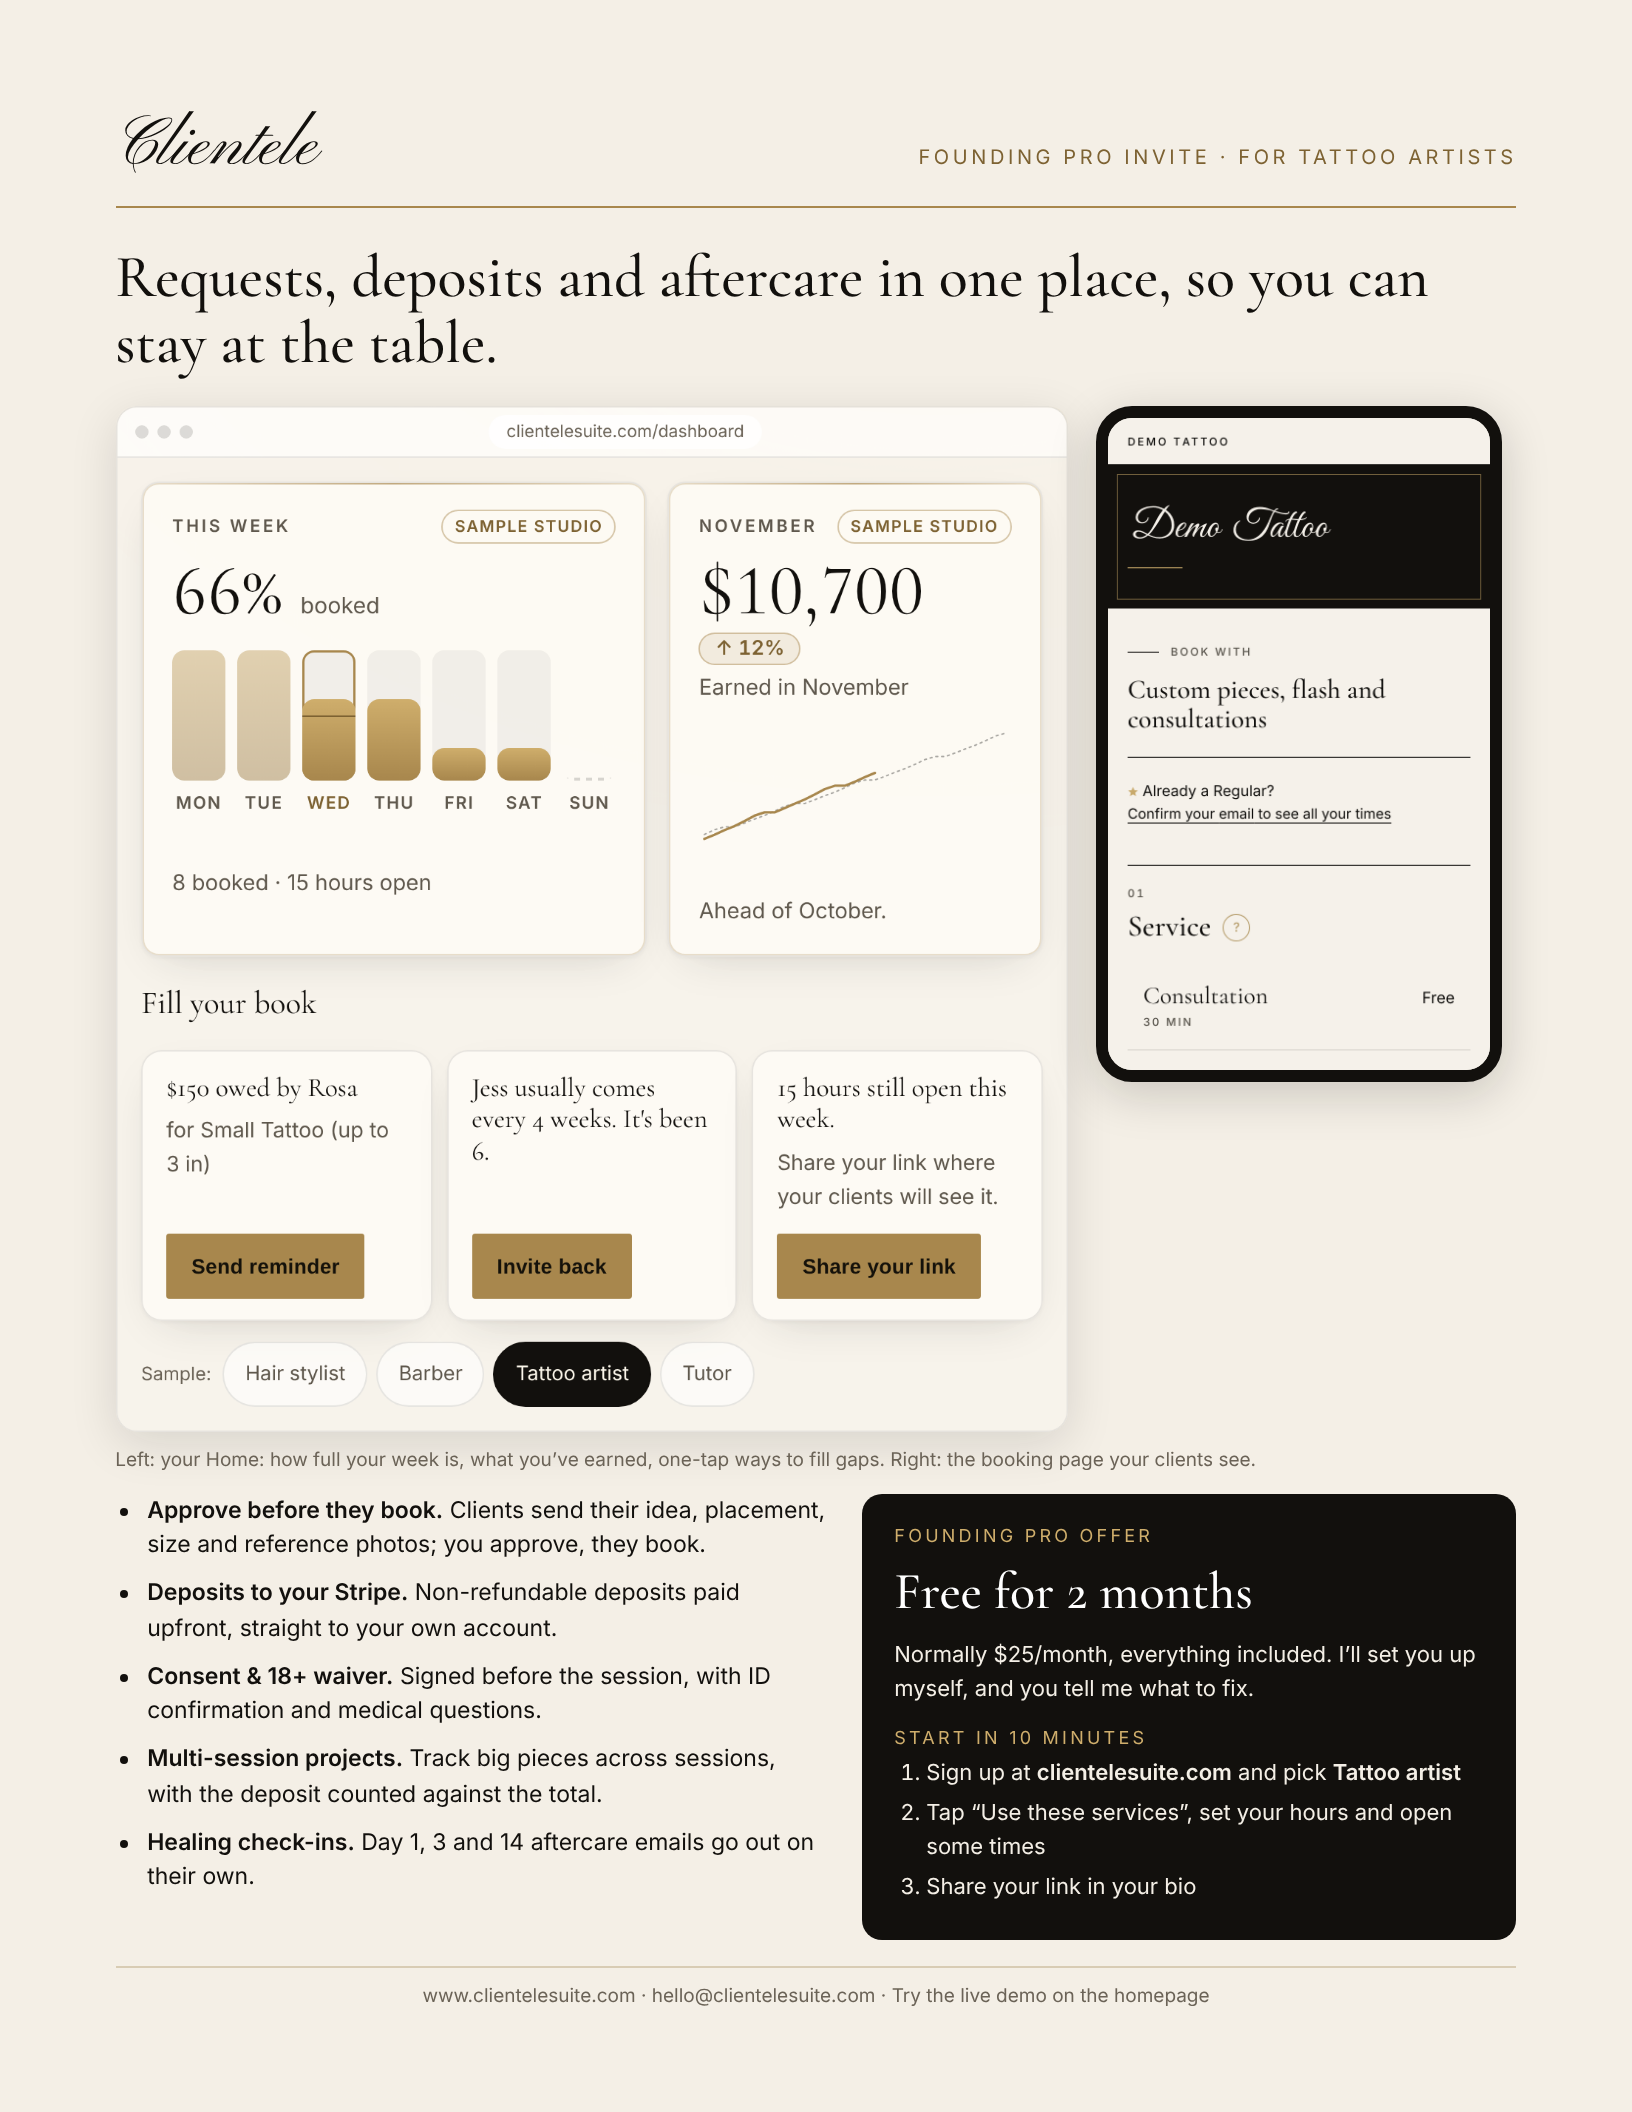 Clientele
FOUNDING PRO INVITE · FOR TATTOO ARTISTS
Requests, deposits and aftercare in one place, so you can
stay at the table.
clientelesuite.com/dashboard
THIS WEEK
SAMPLE STUDIO
66% booked
MON TUE WED THU FRI SAT SUN
8 booked · 15 hours open
NOVEMBER
SAMPLE STUDIO
$10,700
↑ 12%
Earned in November
Ahead of October.
Fill your book
$150 owed by Rosa
for Small Tattoo (up to
3 in)
Send reminder
Jess usually comes
every 4 weeks. It's been
6.
Invite back
15 hours still open this
week.
Share your link where
your clients will see it.
Share your link
Sample: Hair stylist Barber Tattoo artist Tutor
DEMO TATTOO
Demo Tattoo
BOOK WITH
Custom pieces, flash and
consultations
★ Already a Regular?
Confirm your email to see all your times
01
Service ?
Consultation Free
30 MIN
Left: your Home: how full your week is, what you’ve earned, one-tap ways to fill gaps. Right: the booking page your clients see.
• Approve before they book. Clients send their idea, placement,
size and reference photos; you approve, they book.
• Deposits to your Stripe. Non-refundable deposits paid
upfront, straight to your own account.
• Consent & 18+ waiver. Signed before the session, with ID
confirmation and medical questions.
• Multi-session projects. Track big pieces across sessions,
with the deposit counted against the total.
• Healing check-ins. Day 1, 3 and 14 aftercare emails go out on
their own.
FOUNDING PRO OFFER
Free for 2 months
Normally $25/month, everything included. I’ll set you up
myself, and you tell me what to fix.
START IN 10 MINUTES
1. Sign up at clientelesuite.com and pick Tattoo artist
2. Tap “Use these services”, set your hours and open
some times
3. Share your link in your bio
www.clientelesuite.com · hello@clientelesuite.com · Try the live demo on the homepage